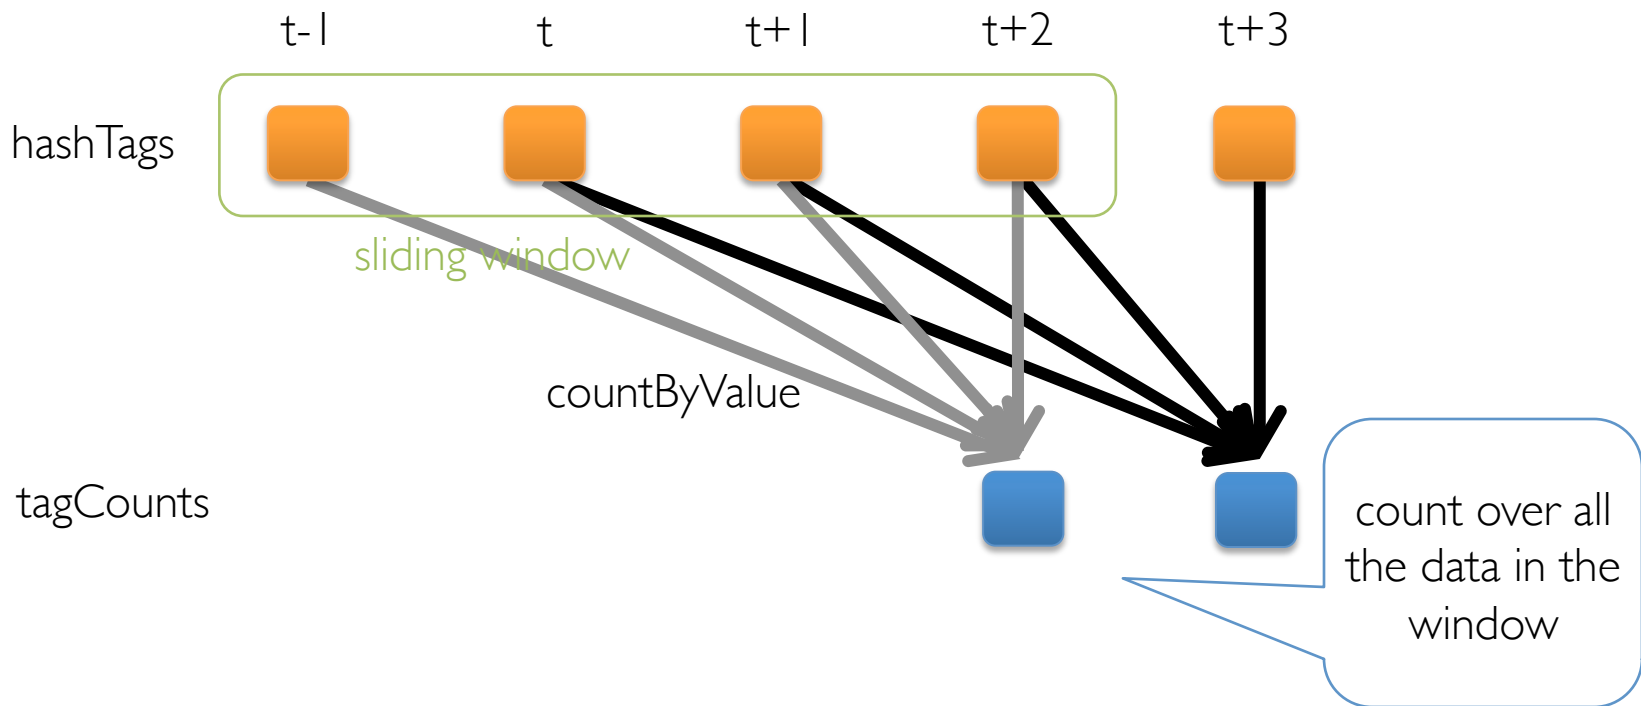 t-1 t t+1 t+2 t+3
hashTags
sliding window
countByValue
tagCounts
count over all
the data in the
window